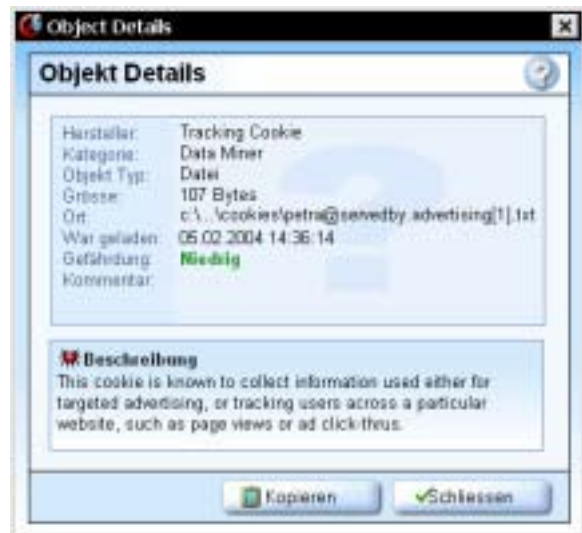 Object Details
Objekt Details
Hersteller: Tracking Cookie
Kategorie: Data Miner
Objekt Typ: Datei
Grösse: 107 Bytes
Ort c:\...\cookies\petra@servedby.advertising[1].txt
War geladen: 05.02.2004 14:36:14
Gefährdung: Niedrig
Kommentar:
Beschreibung
This cookie is known to collect information used either for
targeted advertising, or tracking users across a particular
website, such as page views or ad click-thrus.
Kopieren
Schliessen